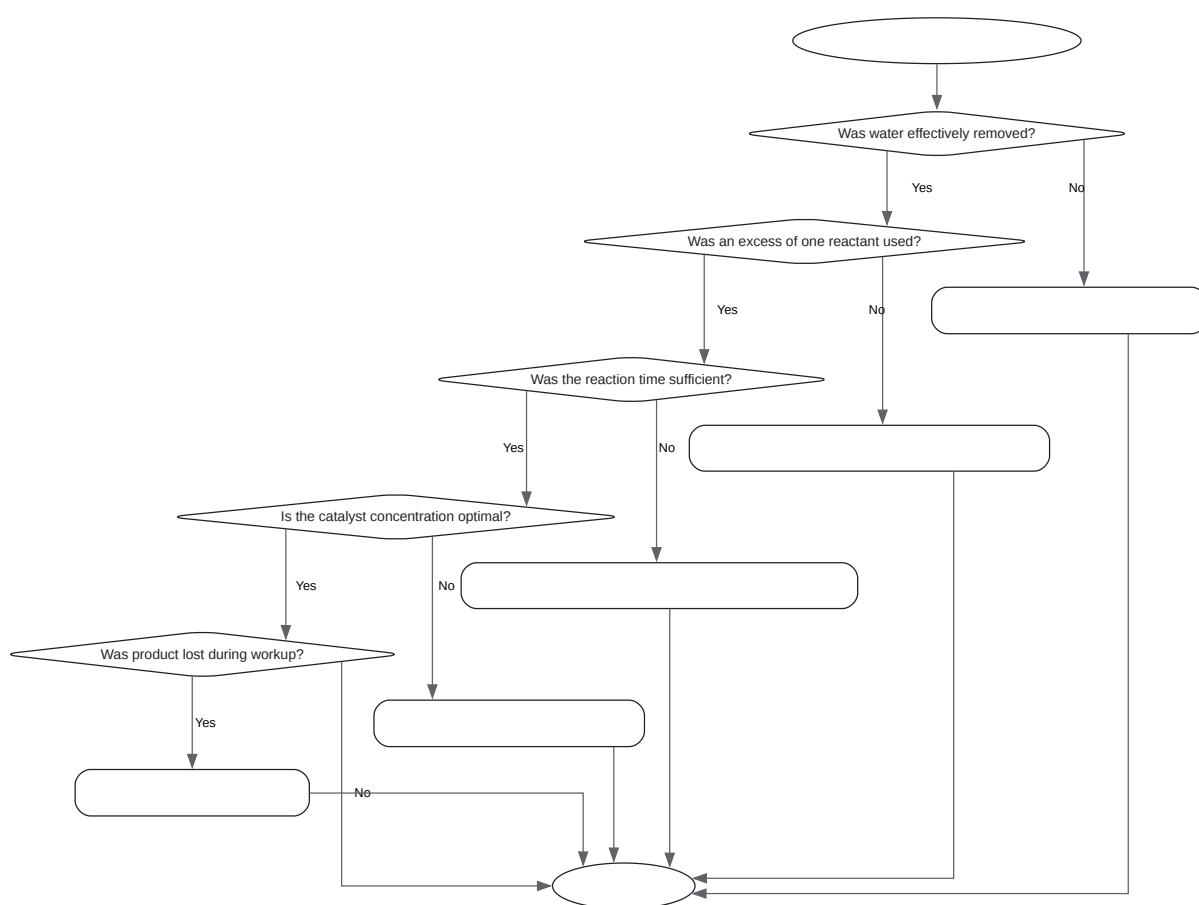 Was water effectively removed?
Yes
No
Was an excess of one reactant used?
Yes
No
Was the reaction time sufficient?
Yes
No
Is the catalyst concentration optimal?
Yes
No
Was product lost during workup?
Yes
No